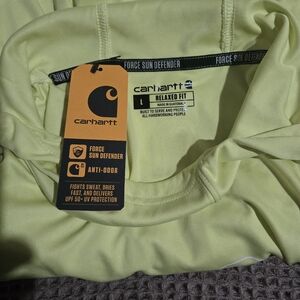 FORCE SUN DEFENDER
FORCE SUN DEFENDER
carhartt
L RELAXED FIT
BUILT TO SERVE AND PROTECT
ALL HARDWORKING PEOPLE
carhartt
FORCE
SUN DEFENDER
ANTI-ODOR
FIGHTS SWEAT, DRIES
FAST, AND DELIVERS
UPF 50+ UV PROTECTION